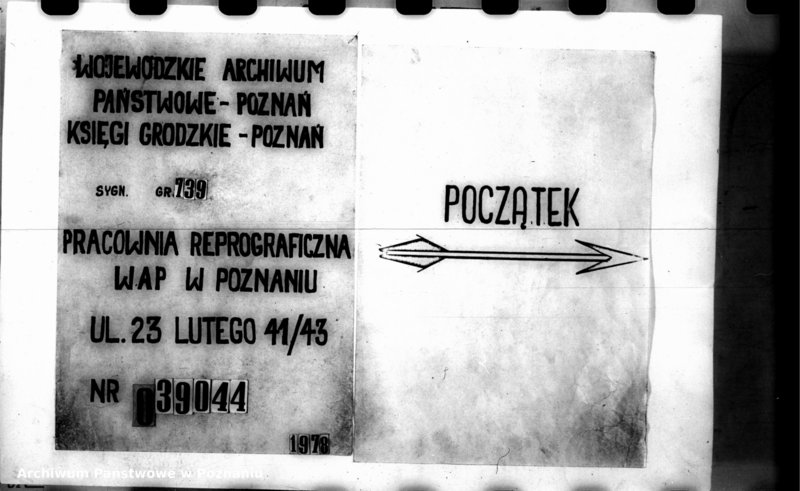 WOJEWÓDZKIE ARCHIWUM
PAŃSTWOWE - POZNAŃ
KSIĘGI GRODZKIE - POZNAŃ
SYGN. GR. 739
PRACOWNIA REPROGRAFICZNA
W.A.P W POZNANIU
UL. 23 LUTEGO 41/43
NR 039044
1978
POCZĄTEK
Archiwum Państwowe w Poznaniu